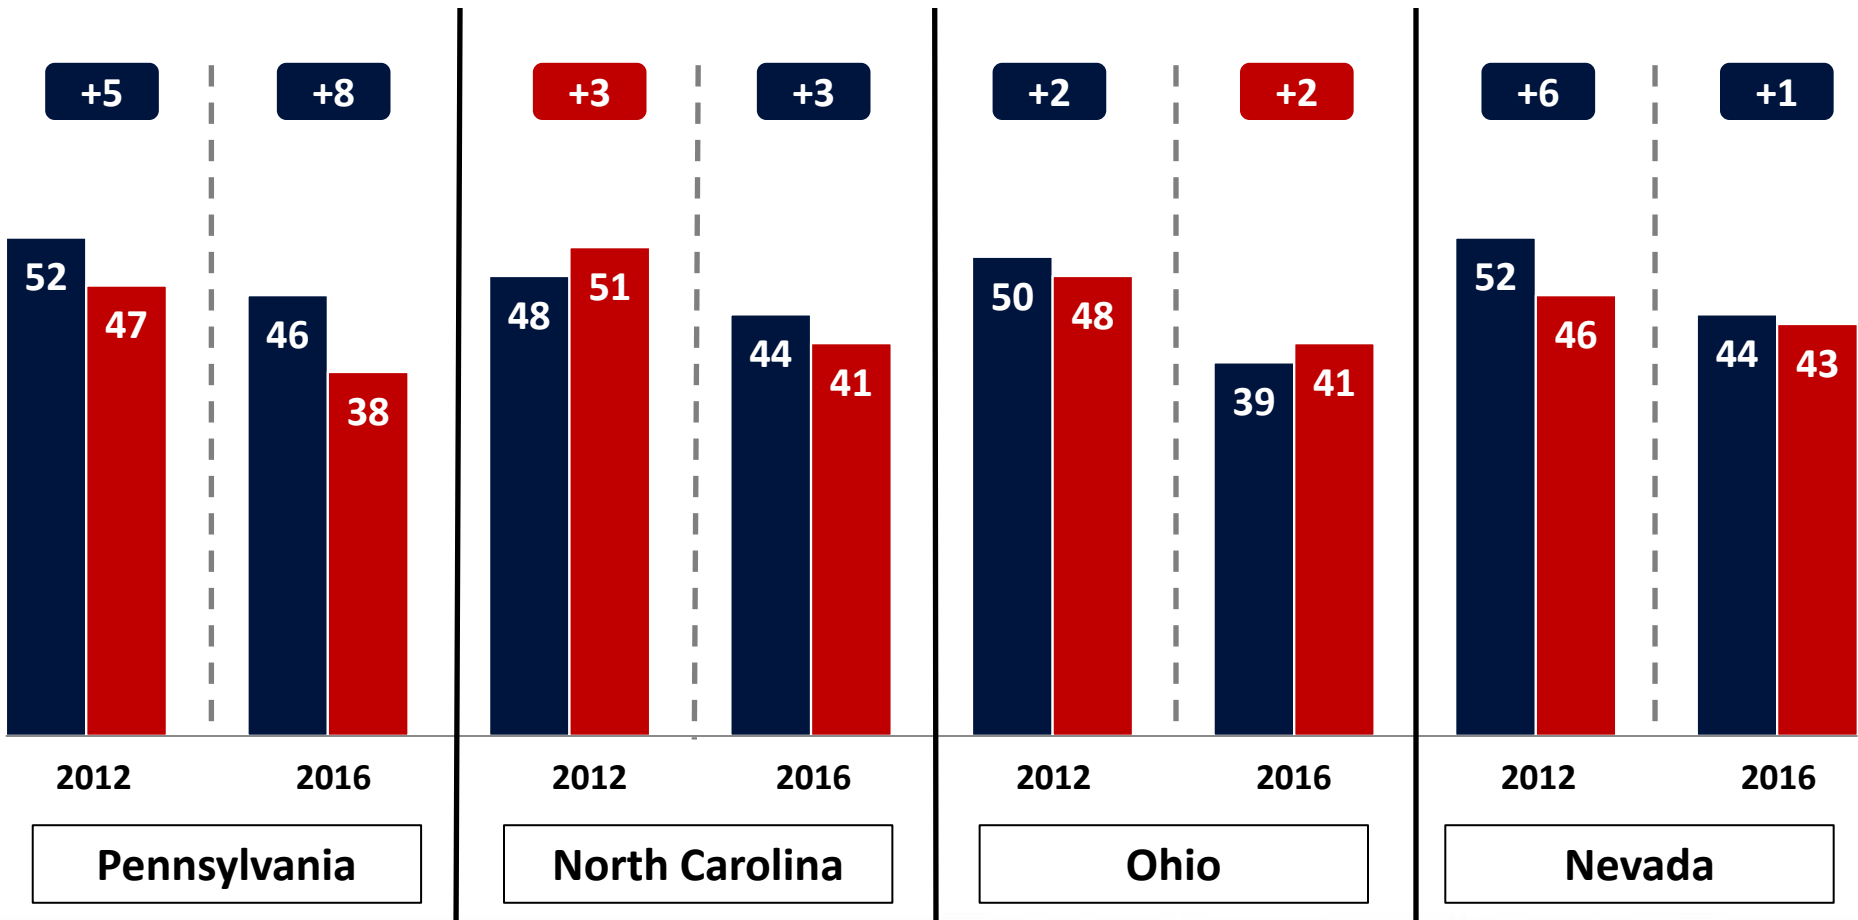 +5 +8 +3 +3 +2 +2 +6 +1
52 47 46 38 48 51 44 41 50 48 39 41 52 46 44 43
2012 2016 2012 2016 2012 2016 2012 2016
Pennsylvania North Carolina Ohio Nevada